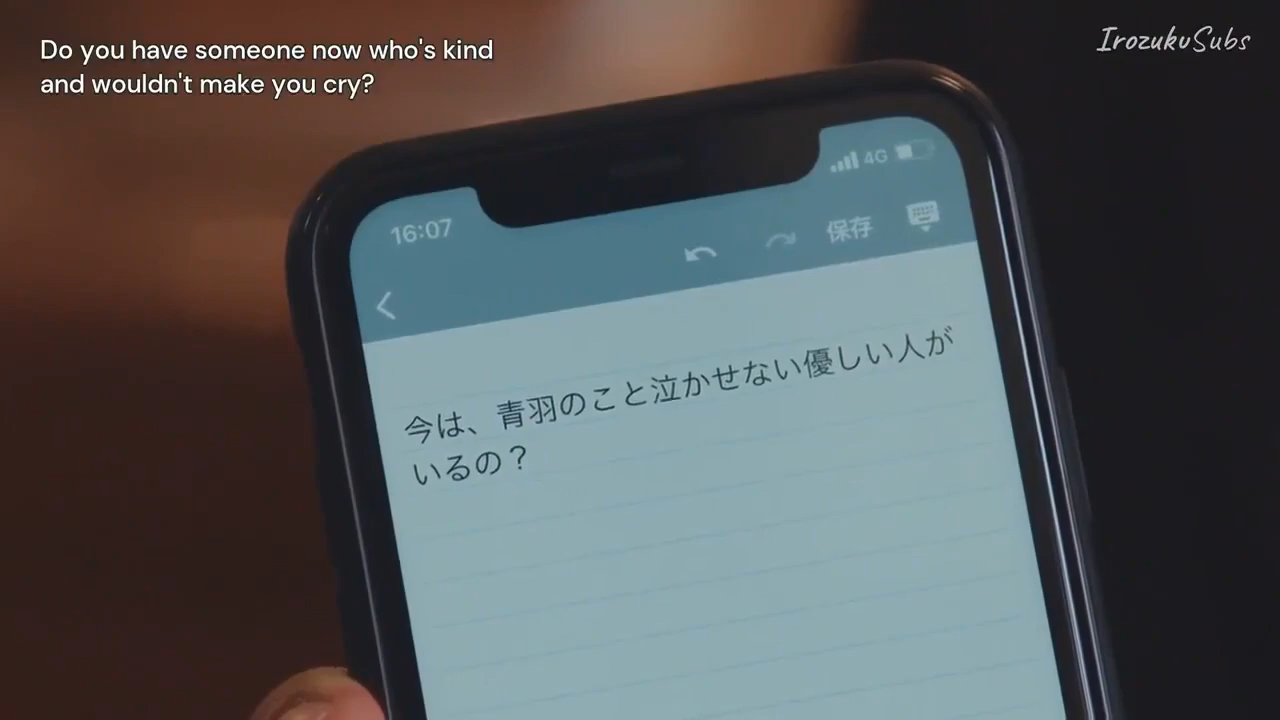 Do you have someone now who's kind
and wouldn't make you cry?
IrozukuSubs
16:07
4G
保存
今は、青羽のこと泣かせない優しい人が
いるの？